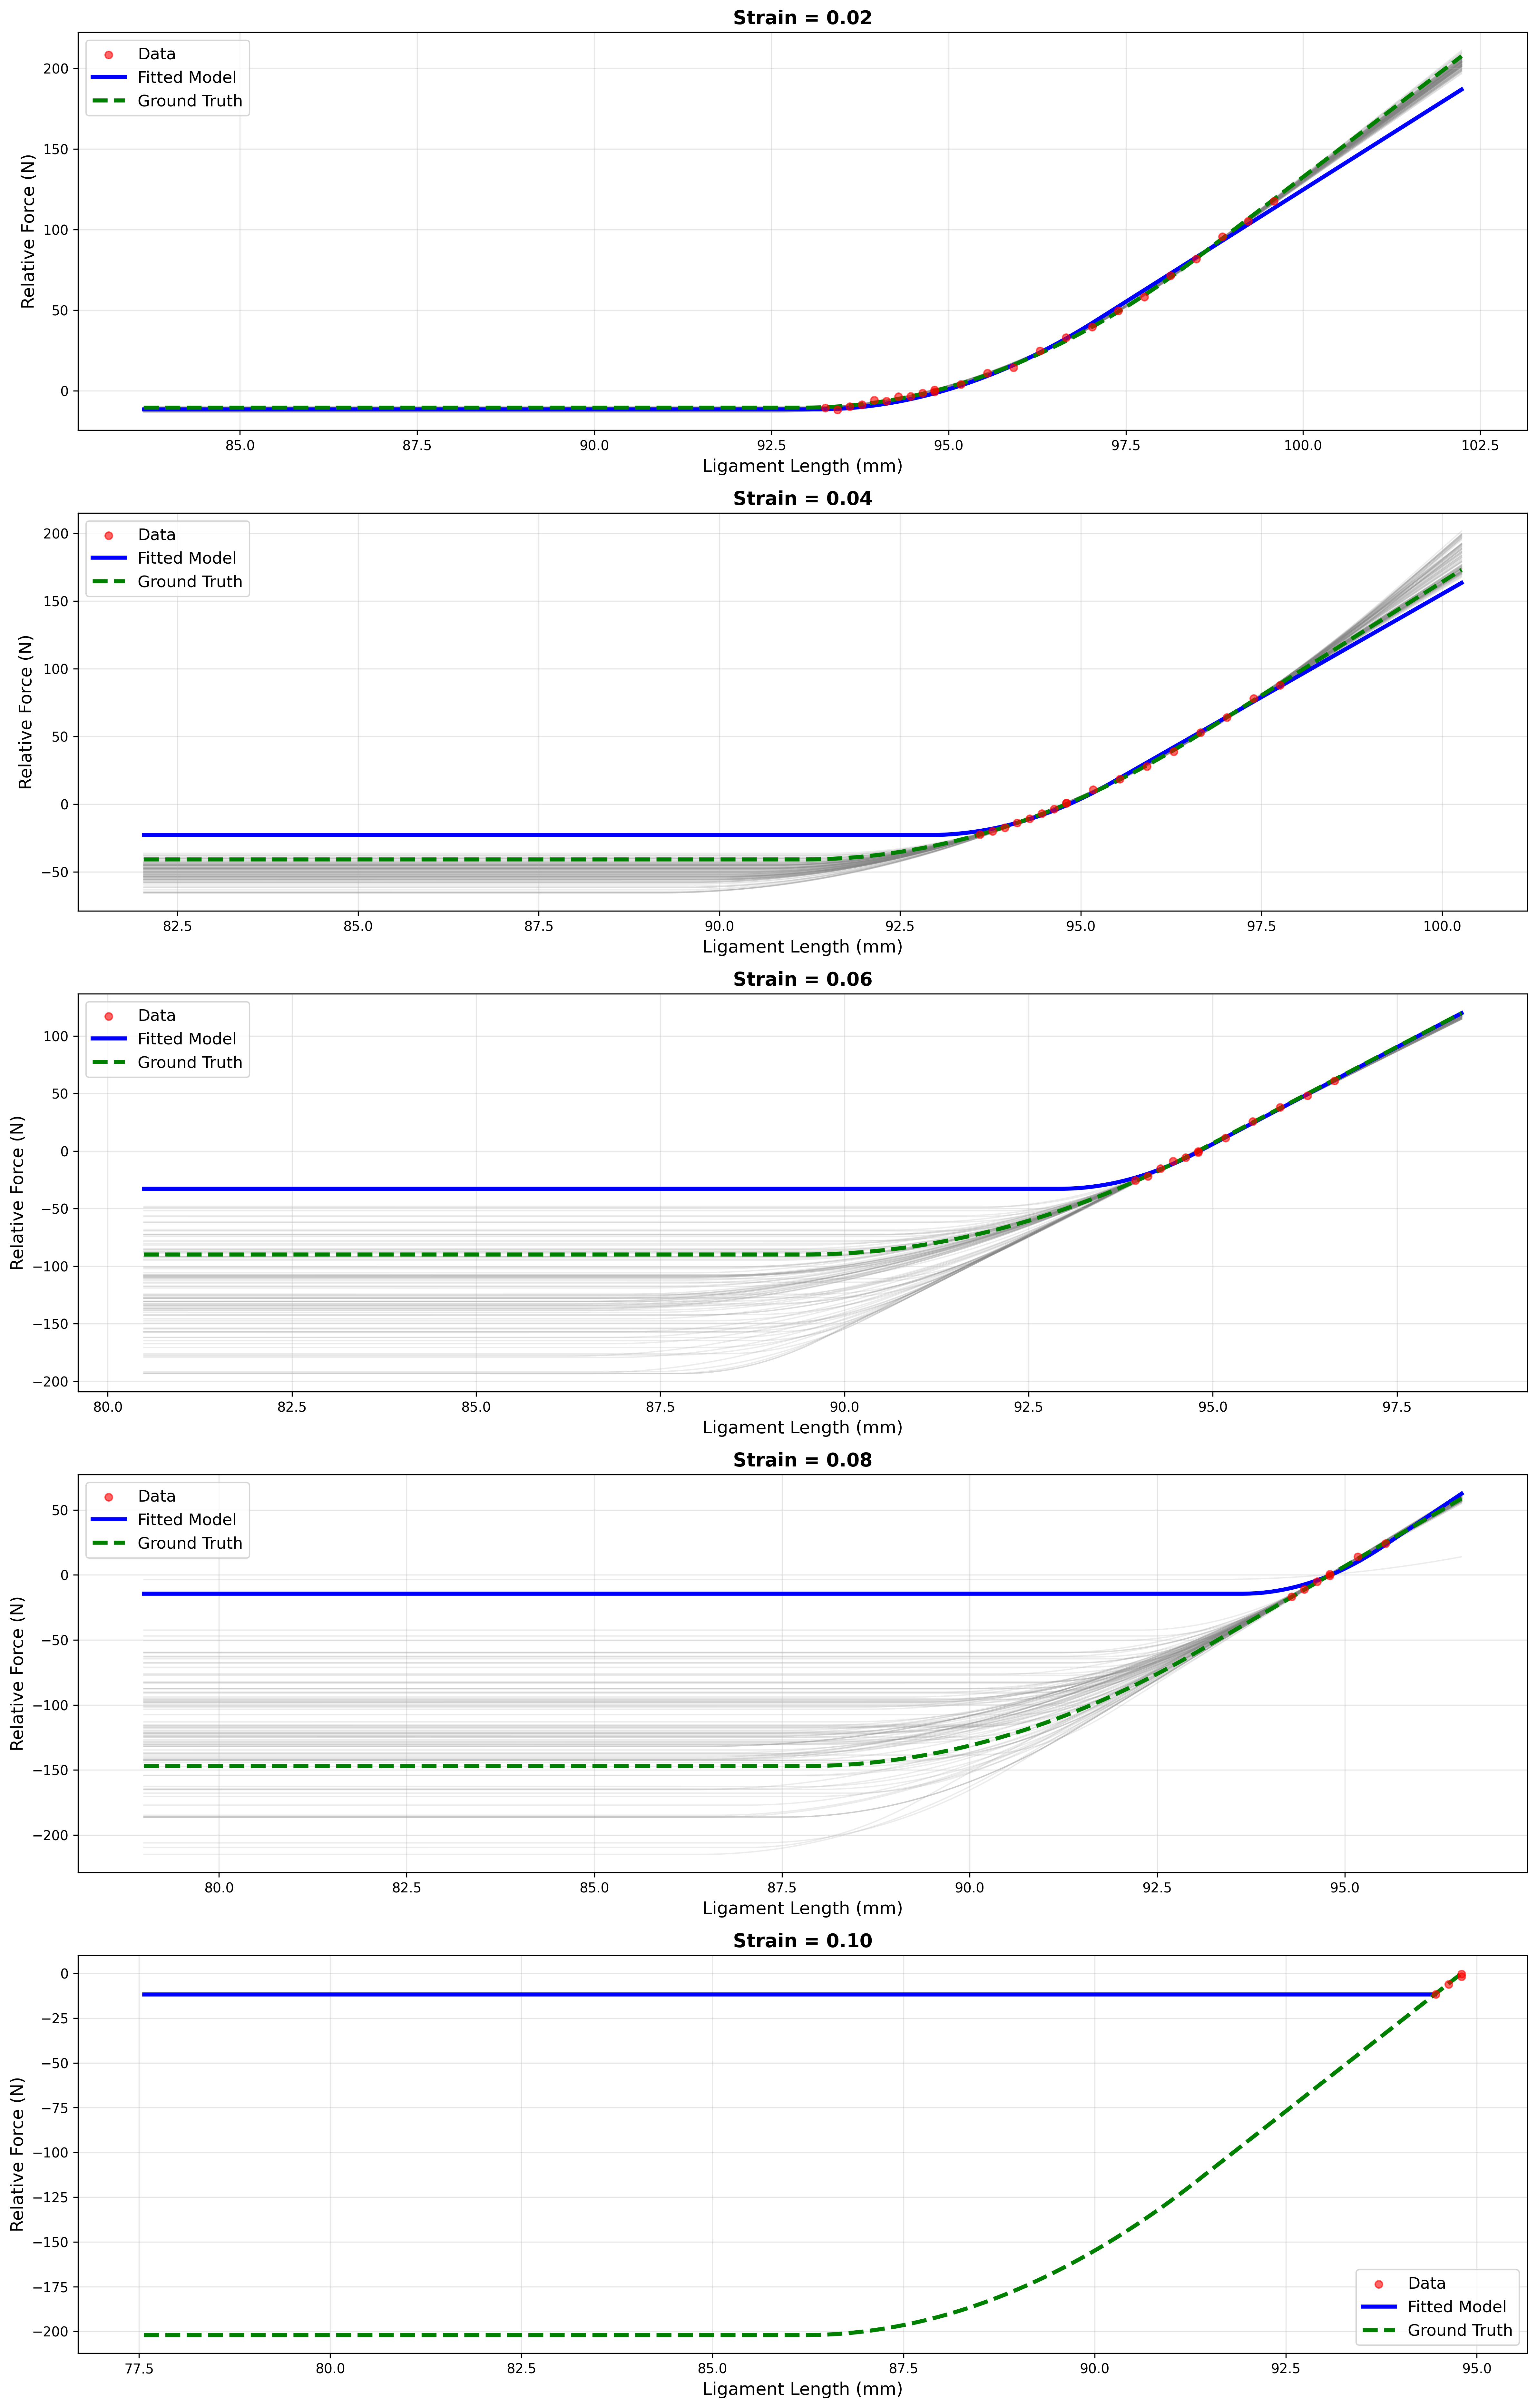 Strain = 0.02
Data
Fitted Model
Ground Truth
Relative Force (N)
200
150
100
50
0
85.0 87.5 90.0 92.5 95.0 97.5 100.0 102.5
Ligament Length (mm)
Strain = 0.04
Data
Fitted Model
Ground Truth
Relative Force (N)
200
150
100
50
0
−50
82.5 85.0 87.5 90.0 92.5 95.0 97.5 100.0
Ligament Length (mm)
Strain = 0.06
Data
Fitted Model
Ground Truth
Relative Force (N)
100
50
0
−50
−100
−150
−200
80.0 82.5 85.0 87.5 90.0 92.5 95.0 97.5
Ligament Length (mm)
Strain = 0.08
Data
Fitted Model
Ground Truth
Relative Force (N)
50
0
−50
−100
−150
−200
80.0 82.5 85.0 87.5 90.0 92.5 95.0
Ligament Length (mm)
Strain = 0.10
Relative Force (N)
0
−25
−50
−75
−100
−125
−150
−175
−200
Data
Fitted Model
Ground Truth
77.5 80.0 82.5 85.0 87.5 90.0 92.5 95.0
Ligament Length (mm)